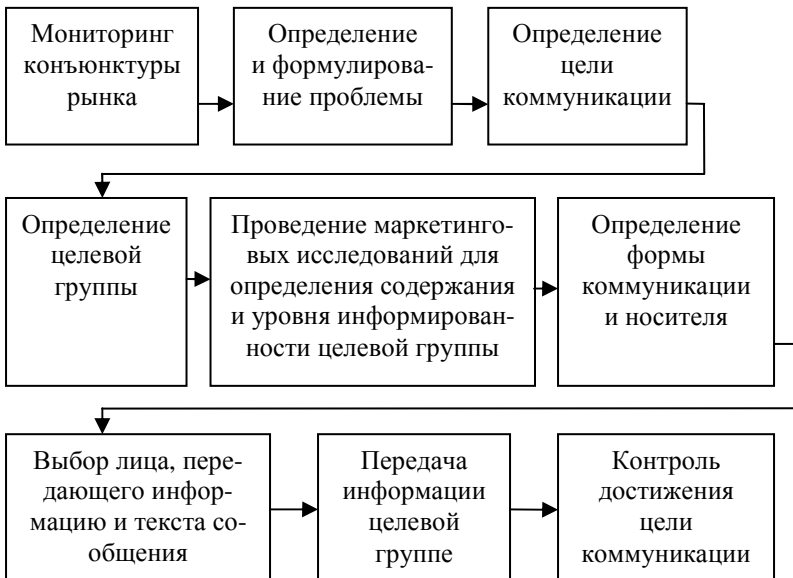 Мониторинг
конъюнктуры
рынка
Определение
и формулирова-
ние проблемы
Определение
цели
коммуникации
Определение
целевой
группы
Проведение маркетинго-
вых исследований для
определения содержания
и уровня информирован-
ности целевой группы
Определение
формы
коммуникации
и носителя
Выбор лица, пере-
дающего инфор-
мацию и текста со-
общения
Передача
информации
целевой
группе
Контроль
достижения
цели
коммуникации